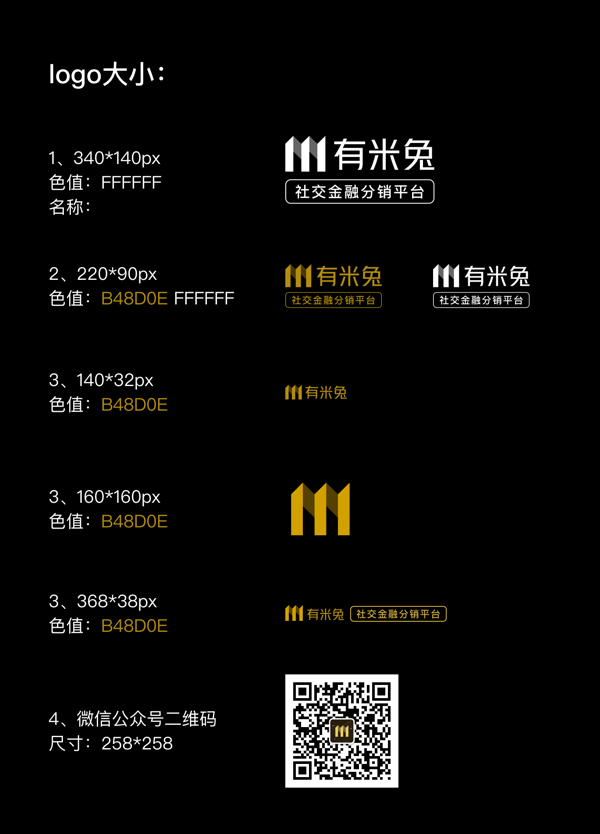 logo大小：
1、340*140px
色值：FFFFFF
名称：
有米兔
社交金融分销平台
2、220*90px
色值：B48D0E FFFFFF
有米兔
社交金融分销平台
有米兔
社交金融分销平台
3、140*32px
色值：B48D0E
有米兔
3、160*160px
色值：B48D0E
3、368*38px
色值：B48D0E
有米兔 社交金融分销平台
4、微信公众号二维码
尺寸：258*258